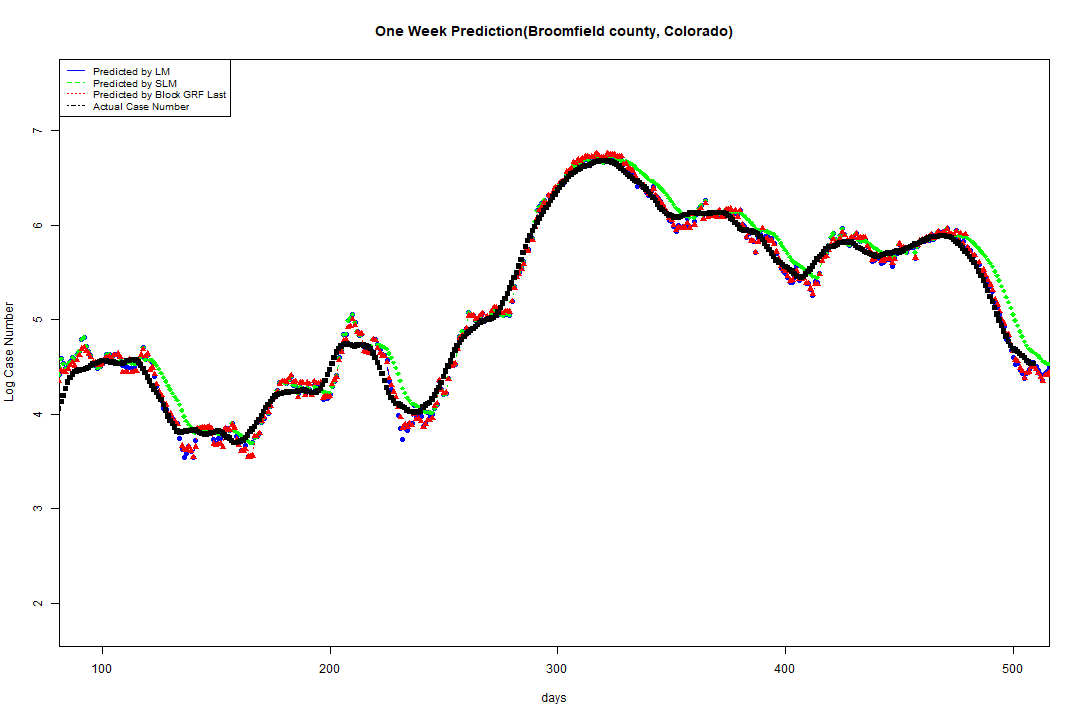 One Week Prediction(Broomfield county, Colorado)
Predicted by LM
Predicted by SLM
Predicted by Block GRF Last
Actual Case Number
Log Case Number
7
6
5
4
3
2
100 200 300 400 500
days